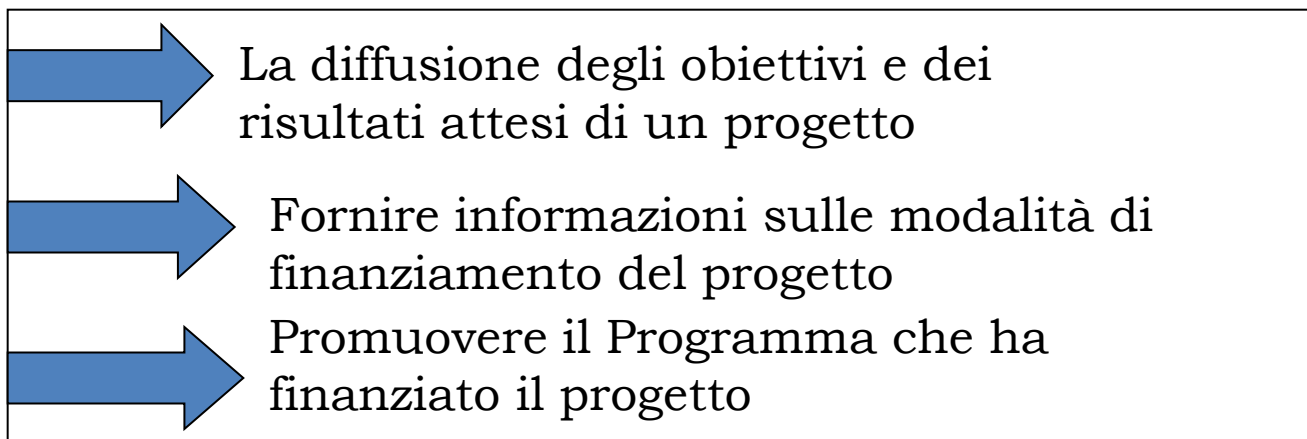 La diffusione degli obiettivi e dei
risultati attesi di un progetto
Fornire informazioni sulle modalità di
finanziamento del progetto
Promuovere il Programma che ha
finanziato il progetto